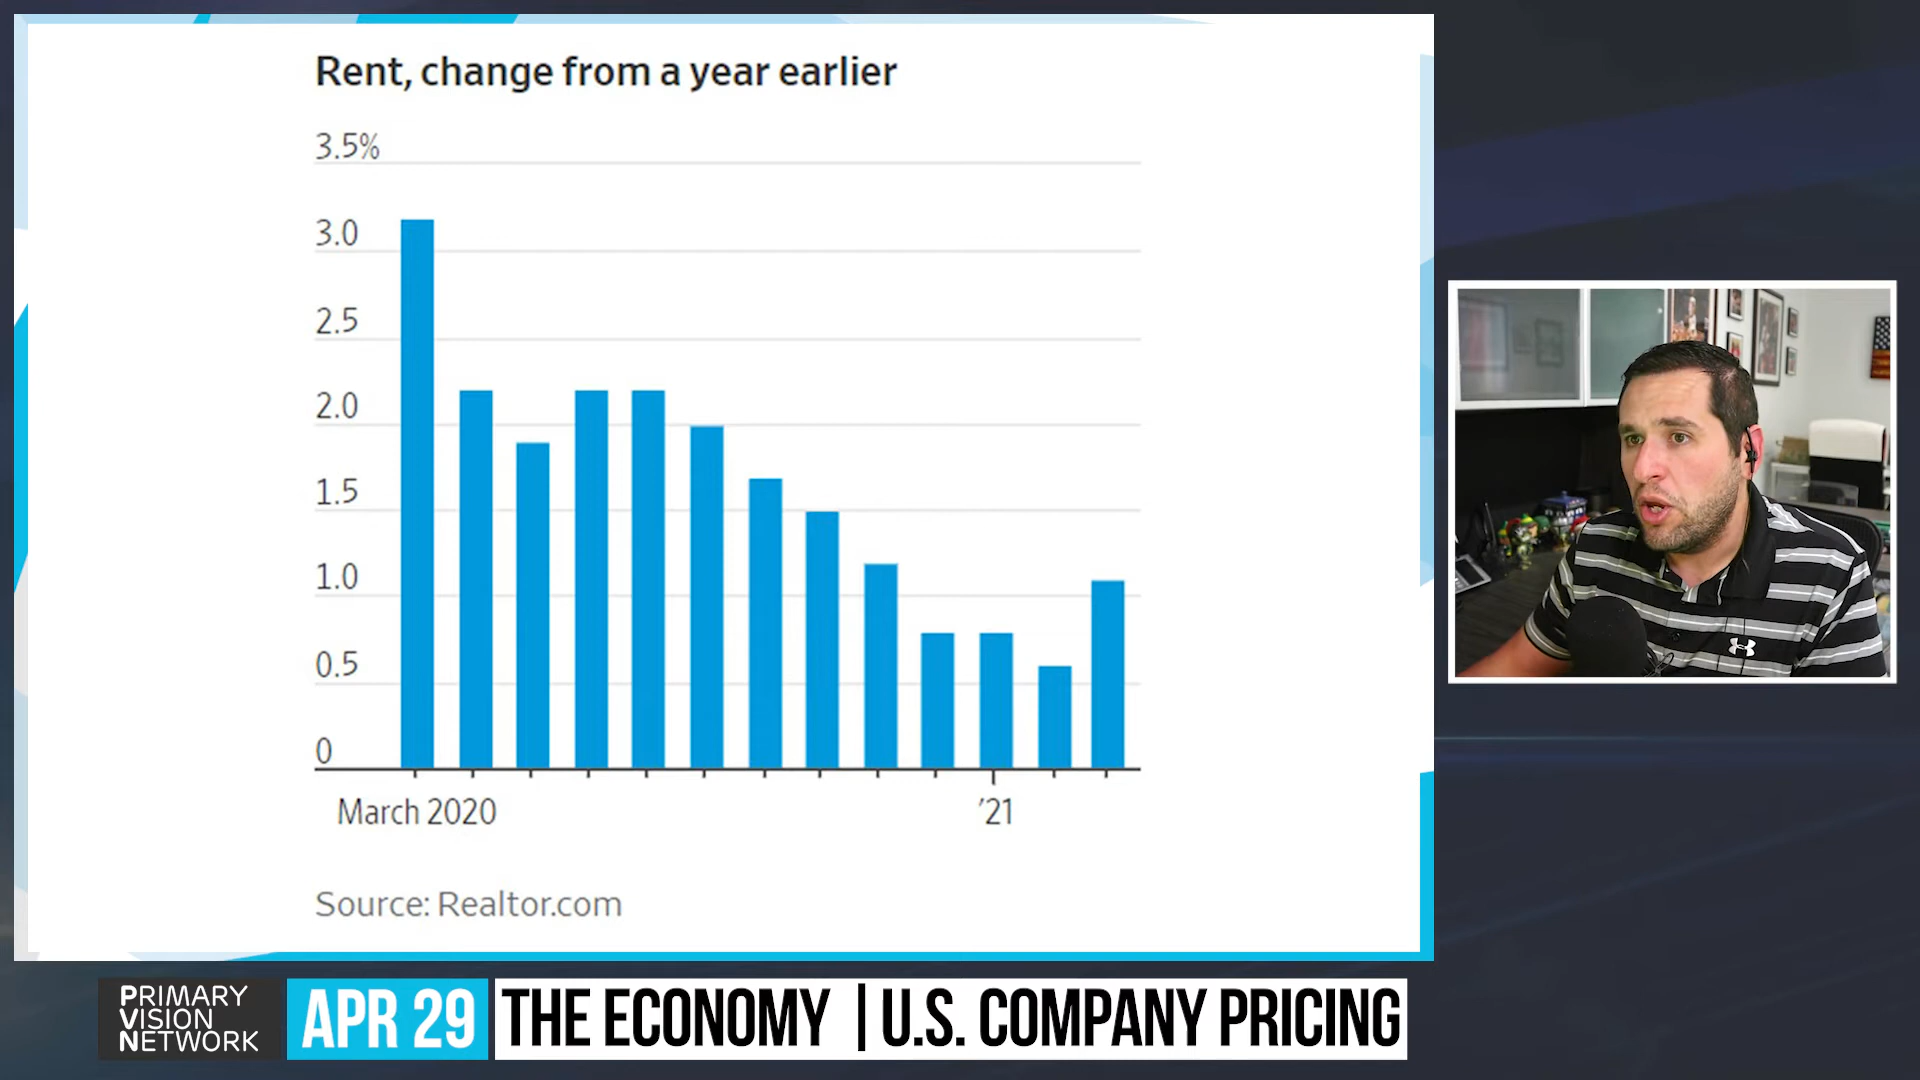 Rent, change from a year earlier
3.5%
3.0
2.5
2.0
1.5
1.0
0.5
0
March 2020
'21
Source: Realtor.com
PRIMARY
VISION
NETWORK
APR 29
THE ECONOMY | U.S. COMPANY PRICING